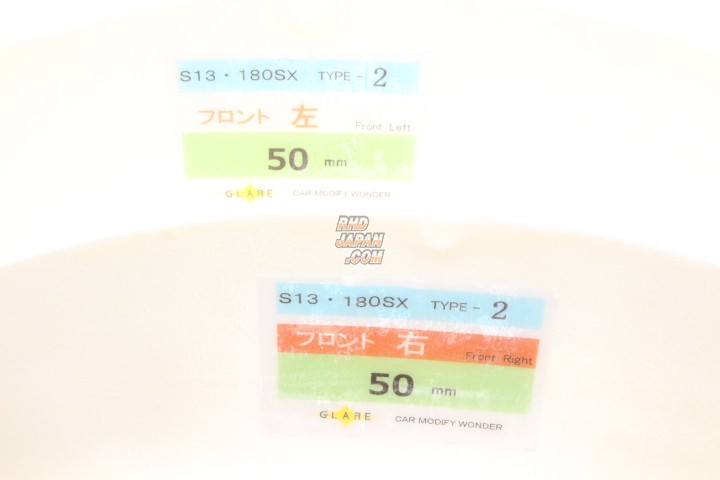 S13・180SX TYPE-2
フロント 左 Front Left
50 mm
GLARE CAR MODIFY WONDER
RHD
JAPAN
.COM
S13・180SX TYPE-2
フロント 右 Front Right
50 mm
GLARE CAR MODIFY WONDER